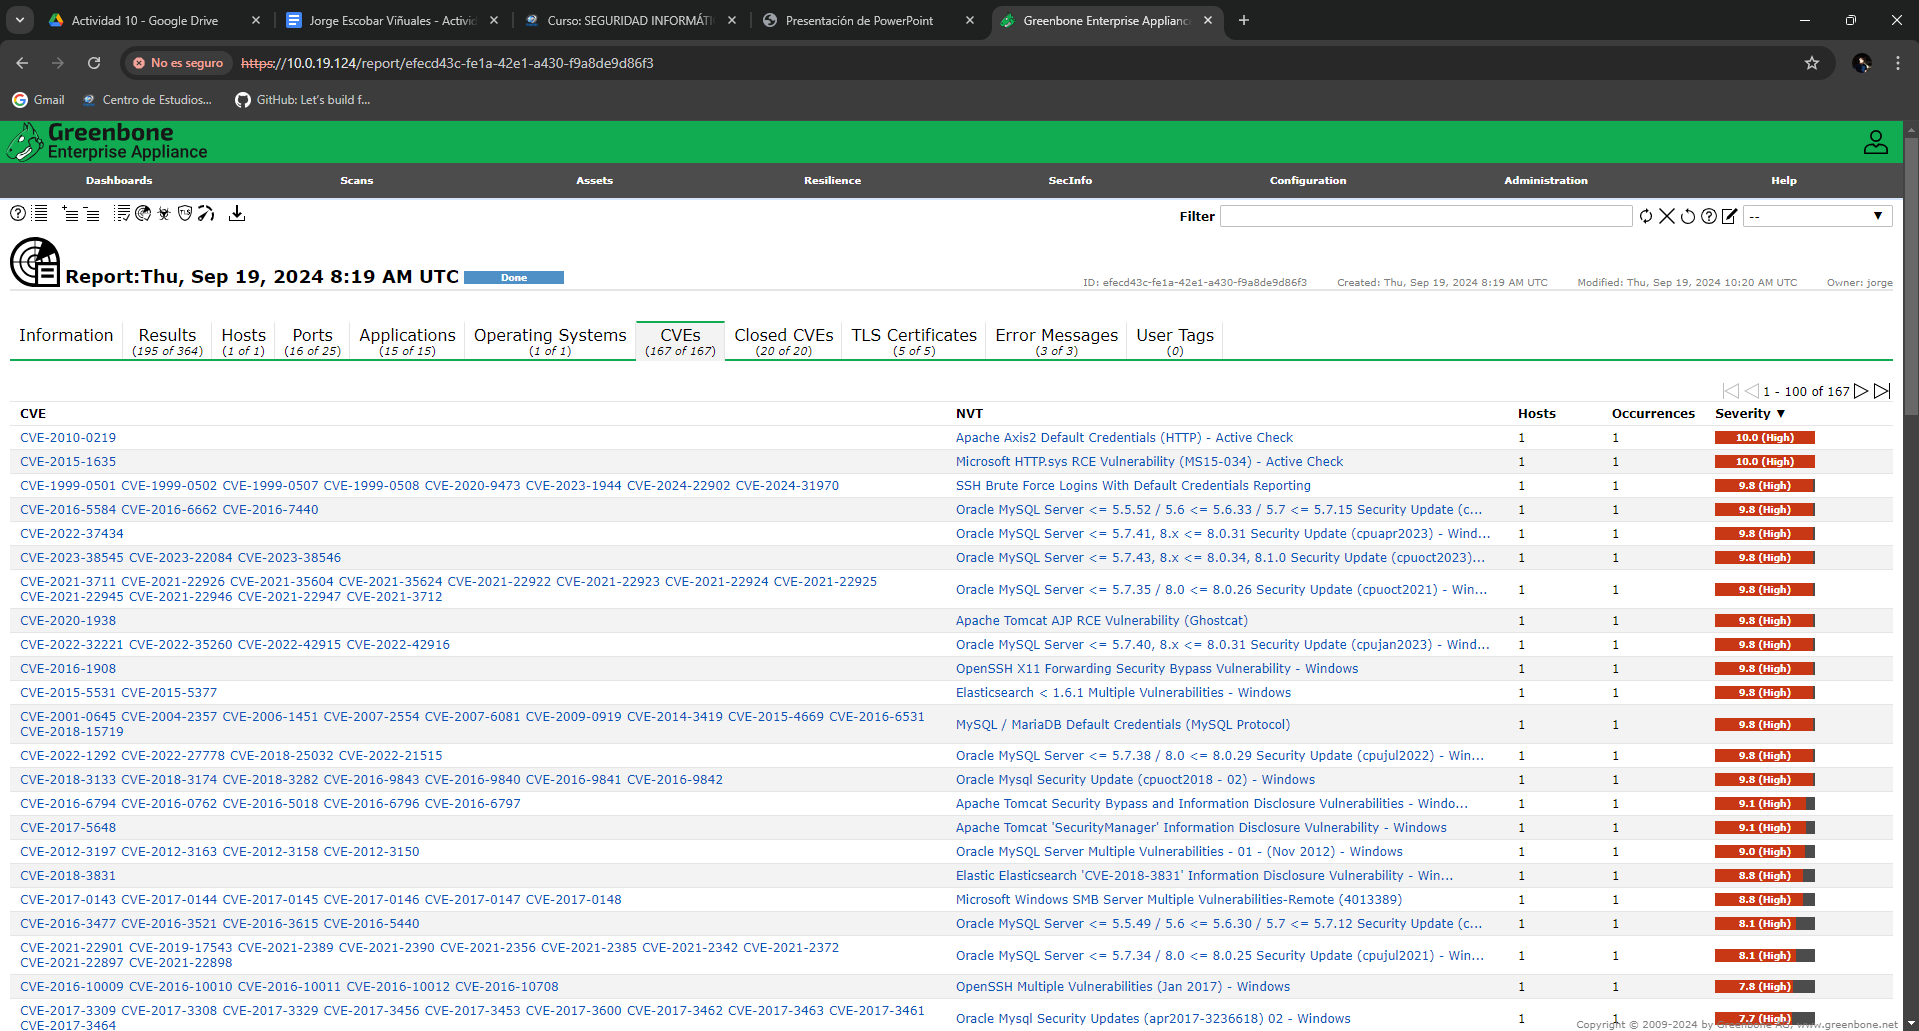 Actividad 10 - Google Drive
Jorge Escobar Viñuales - Activid
Curso: SEGURIDAD INFORMÁTI
Presentación de PowerPoint
Greenbone Enterprise Appliance
No es seguro
https://10.0.19.124/report/efecd43c-fe1a-42e1-a430-f9a8de9d86f3
Gmail
Centro de Estudios...
GitHub: Let's build f...
Greenbone
Enterprise Appliance
Dashboards Scans Assets Resilience SecInfo Configuration Administration Help
Filter
--
Report:Thu, Sep 19, 2024 8:19 AM UTC
Done
ID: efecd43c-fe1a-42e1-a430-f9a8de9d86f3 Created: Thu, Sep 19, 2024 8:19 AM UTC Modified: Thu, Sep 19, 2024 10:20 AM UTC Owner: jorge
Information Results Hosts Ports Applications Operating Systems CVEs Closed CVEs TLS Certificates Error Messages User Tags
(195 of 364) (1 of 1) (16 of 25) (15 of 15) (1 of 1) (167 of 167) (20 of 20) (5 of 5) (3 of 3) (0)
1 - 100 of 167
CVE NVT Hosts Occurrences Severity ▼
CVE-2010-0219 Apache Axis2 Default Credentials (HTTP) - Active Check 1 1 10.0 (High)
CVE-2015-1635 Microsoft HTTP.sys RCE Vulnerability (MS15-034) - Active Check 1 1 10.0 (High)
CVE-1999-0501 CVE-1999-0502 CVE-1999-0507 CVE-1999-0508 CVE-2020-9473 CVE-2023-1944 CVE-2024-22902 CVE-2024-31970 SSH Brute Force Logins With Default Credentials Reporting 1 1 9.8 (High)
CVE-2016-5584 CVE-2016-6662 CVE-2016-7440 Oracle MySQL Server <= 5.5.52 / 5.6 <= 5.6.33 / 5.7 <= 5.7.15 Security Update (c... 1 1 9.8 (High)
CVE-2022-37434 Oracle MySQL Server <= 5.7.41, 8.x <= 8.0.31 Security Update (cpuapr2023) - Wind... 1 1 9.8 (High)
CVE-2023-38545 CVE-2023-22084 CVE-2023-38546 Oracle MySQL Server <= 5.7.43, 8.x <= 8.0.34, 8.1.0 Security Update (cpuoct2023)... 1 1 9.8 (High)
CVE-2021-3711 CVE-2021-22926 CVE-2021-35604 CVE-2021-35624 CVE-2021-22922 CVE-2021-22923 CVE-2021-22924 CVE-2021-22925
CVE-2021-22945 CVE-2021-22946 CVE-2021-22947 CVE-2021-3712 Oracle MySQL Server <= 5.7.35 / 8.0 <= 8.0.26 Security Update (cpuoct2021) - Win... 1 1 9.8 (High)
CVE-2020-1938 Apache Tomcat AJP RCE Vulnerability (Ghostcat) 1 1 9.8 (High)
CVE-2022-32221 CVE-2022-35260 CVE-2022-42915 CVE-2022-42916 Oracle MySQL Server <= 5.7.40, 8.x <= 8.0.31 Security Update (cpujan2023) - Wind... 1 1 9.8 (High)
CVE-2016-1908 OpenSSH X11 Forwarding Security Bypass Vulnerability - Windows 1 1 9.8 (High)
CVE-2015-5531 CVE-2015-5377 Elasticsearch < 1.6.1 Multiple Vulnerabilities - Windows 1 1 9.8 (High)
CVE-2001-0645 CVE-2004-2357 CVE-2006-1451 CVE-2007-2554 CVE-2007-6081 CVE-2009-0919 CVE-2014-3419 CVE-2015-4669 CVE-2016-6531
CVE-2018-15719 MySQL / MariaDB Default Credentials (MySQL Protocol) 1 1 9.8 (High)
CVE-2022-1292 CVE-2022-27778 CVE-2018-25032 CVE-2022-21515 Oracle MySQL Server <= 5.7.38 / 8.0 <= 8.0.29 Security Update (cpujul2022) - Win... 1 1 9.8 (High)
CVE-2018-3133 CVE-2018-3174 CVE-2018-3282 CVE-2016-9843 CVE-2016-9840 CVE-2016-9841 CVE-2016-9842 Oracle Mysql Security Update (cpuoct2018 - 02) - Windows 1 1 9.8 (High)
CVE-2016-6794 CVE-2016-0762 CVE-2016-5018 CVE-2016-6796 CVE-2016-6797 Apache Tomcat Security Bypass and Information Disclosure Vulnerabilities - Windo... 1 1 9.1 (High)
CVE-2017-5648 Apache Tomcat 'SecurityManager' Information Disclosure Vulnerability - Windows 1 1 9.1 (High)
CVE-2012-3197 CVE-2012-3163 CVE-2012-3158 CVE-2012-3150 Oracle MySQL Server Multiple Vulnerabilities - 01 - (Nov 2012) - Windows 1 1 9.0 (High)
CVE-2018-3831 Elastic Elasticsearch 'CVE-2018-3831' Information Disclosure Vulnerability - Win... 1 1 8.8 (High)
CVE-2017-0143 CVE-2017-0144 CVE-2017-0145 CVE-2017-0146 CVE-2017-0147 CVE-2017-0148 Microsoft Windows SMB Server Multiple Vulnerabilities-Remote (4013389) 1 1 8.8 (High)
CVE-2016-3477 CVE-2016-3521 CVE-2016-3615 CVE-2016-5440 Oracle MySQL Server <= 5.5.49 / 5.6 <= 5.6.30 / 5.7 <= 5.7.12 Security Update (c... 1 1 8.1 (High)
CVE-2021-22901 CVE-2019-17543 CVE-2021-2389 CVE-2021-2390 CVE-2021-2356 CVE-2021-2385 CVE-2021-2342 CVE-2021-2372
CVE-2021-22897 CVE-2021-22898 Oracle MySQL Server <= 5.7.34 / 8.0 <= 8.0.25 Security Update (cpujul2021) - Win... 1 1 8.1 (High)
CVE-2016-10009 CVE-2016-10010 CVE-2016-10011 CVE-2016-10012 CVE-2016-10708 OpenSSH Multiple Vulnerabilities (Jan 2017) - Windows 1 1 7.8 (High)
CVE-2017-3309 CVE-2017-3308 CVE-2017-3329 CVE-2017-3456 CVE-2017-3453 CVE-2017-3600 CVE-2017-3462 CVE-2017-3463 CVE-2017-3461
CVE-2017-3464 Oracle Mysql Security Updates (apr2017-3236618) 02 - Windows 1 1 7.7 (High)
Copyright © 2009-2024 by Greenbone AG, www.greenbone.net